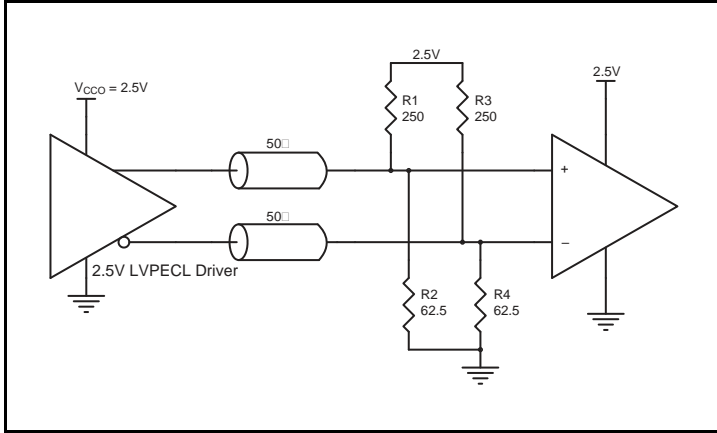 2.5V
V_CCO = 2.5V
2.5V
R1
250
R3
250
50□
+
50□
−
2.5V LVPECL Driver
R2
62.5
R4
62.5